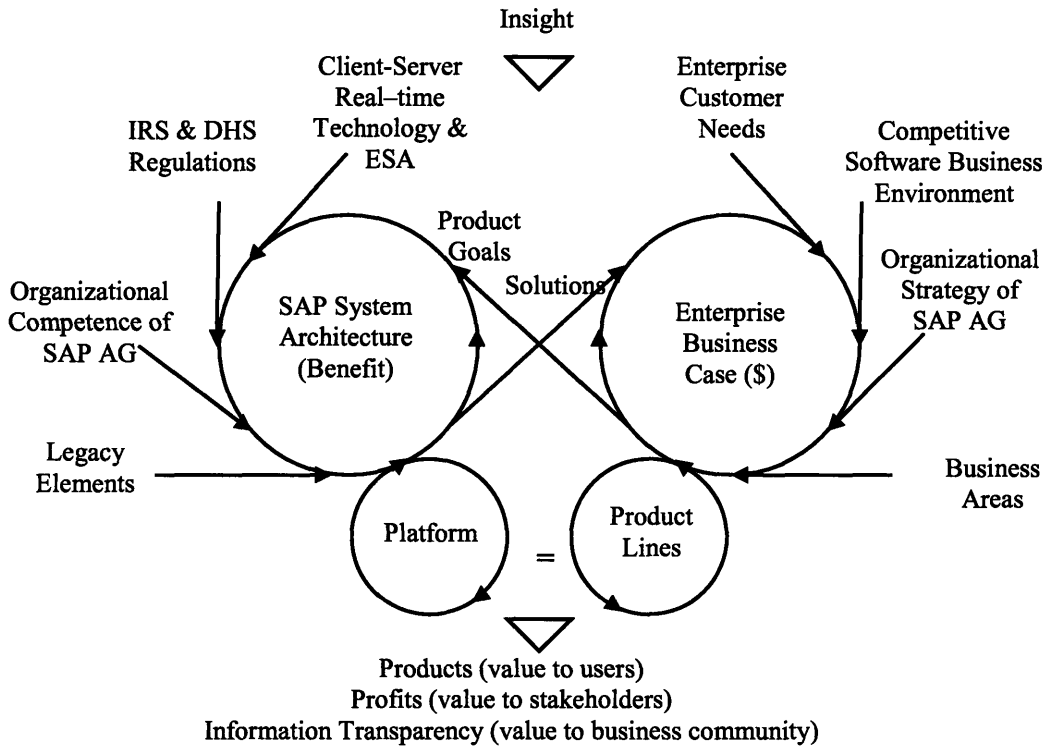 Insight
Client-Server
Real–time
Technology &
ESA
Enterprise
Customer
Needs
IRS & DHS
Regulations
Competitive
Software Business
Environment
Product
Goals
Solutions
Organizational
Strategy of
SAP AG
Organizational
Competence of
SAP AG
SAP System
Architecture
(Benefit)
Enterprise
Business
Case ($)
Legacy
Elements
Business
Areas
Platform
=
Product
Lines
Products (value to users)
Profits (value to stakeholders)
Information Transparency (value to business community)